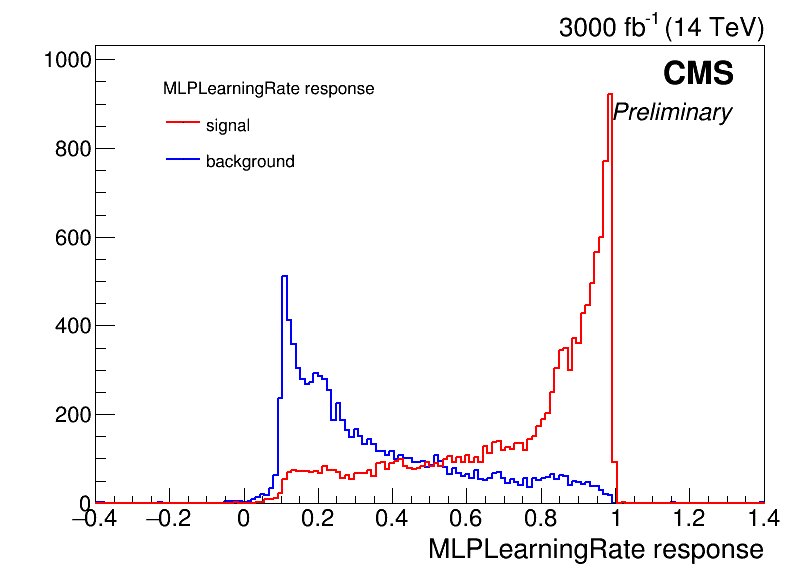 3000 fb⁻¹ (14 TeV)
CMS
Preliminary
MLPLearningRate response
signal
background
1000
800
600
400
200
0
−0.4 −0.2 0 0.2 0.4 0.6 0.8 1 1.2 1.4
MLPLearningRate response